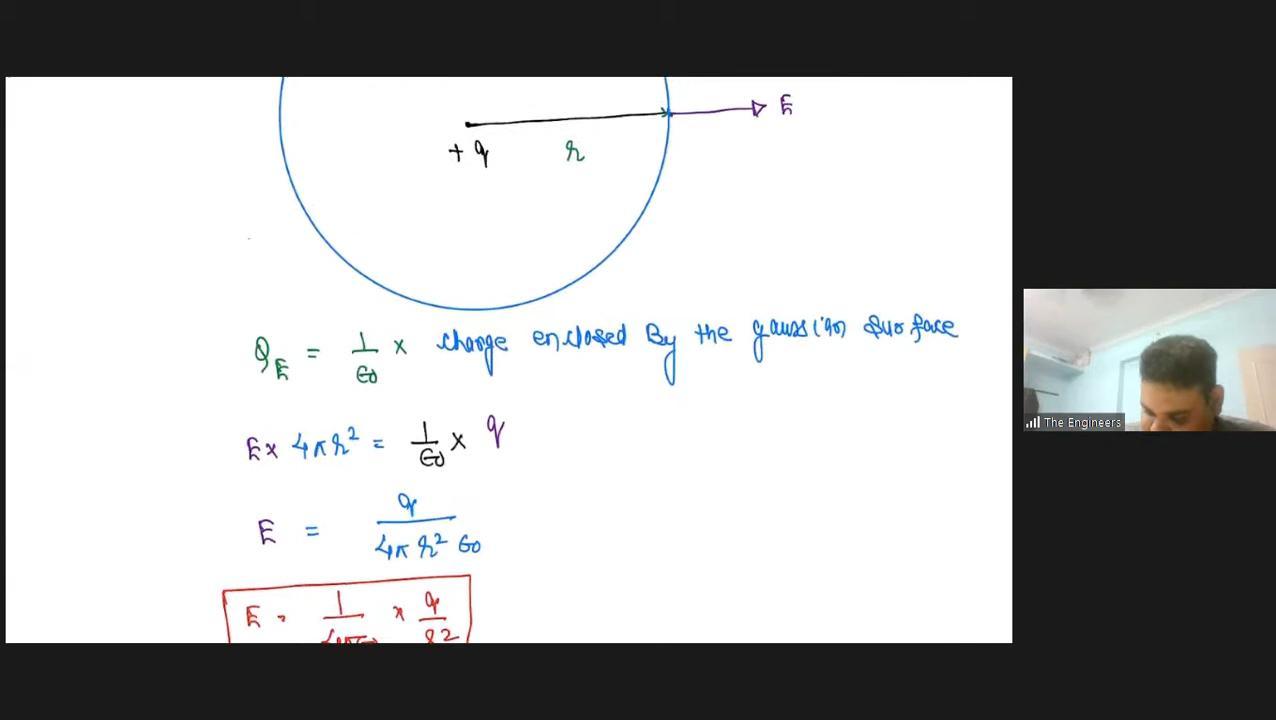 E
+ q r
φE = 1/ε0 × charge enclosed By the gaussian surface
E× 4πr² = 1/ε0 × q
E = q/4πr² ε0
E = 1/4πε0 × q/r²
The Engineers